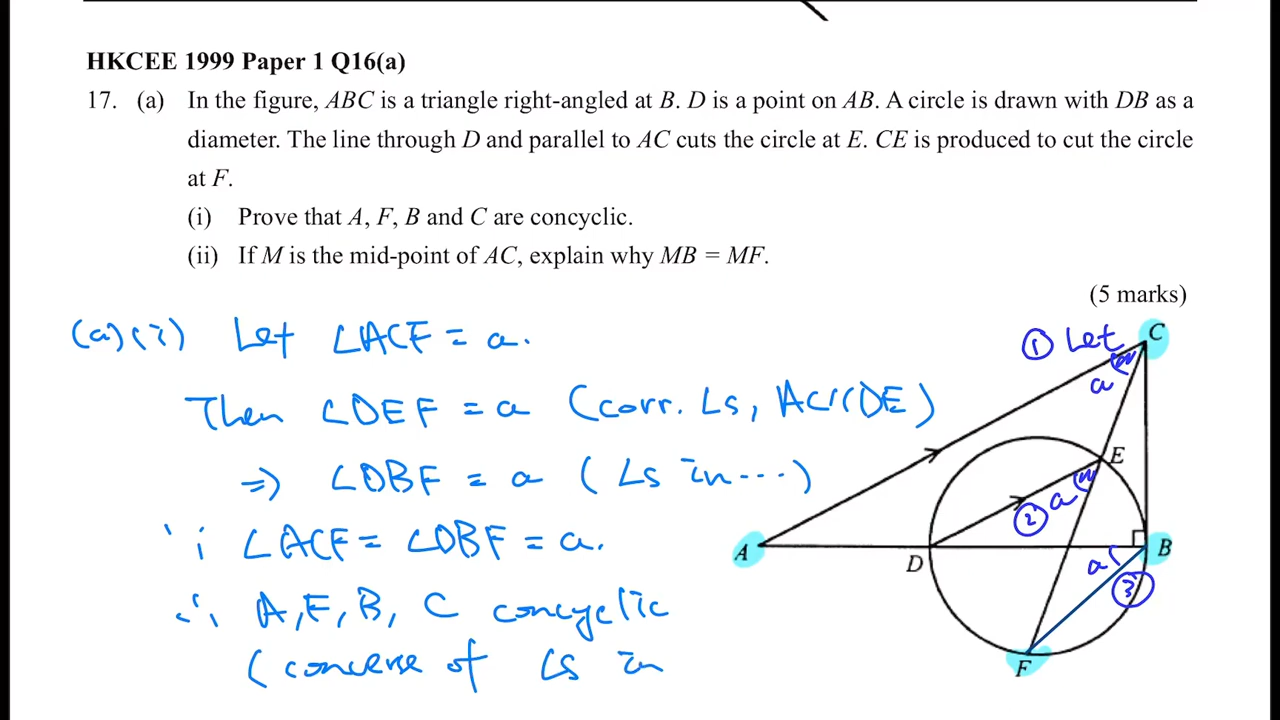 HKCEE 1999 Paper 1 Q16(a)
17. (a) In the figure, ABC is a triangle right-angled at B. D is a point on AB. A circle is drawn with DB as a
diameter. The line through D and parallel to AC cuts the circle at E. CE is produced to cut the circle
at F.
(i) Prove that A, F, B and C are concyclic.
(ii) If M is the mid-point of AC, explain why MB = MF.
(5 marks)
(a)(i) Let ∠ACF = a.
Then ∠DEF = a (corr. ∠s, AC//DE)
⇒ ∠DBF = a (∠s in ...)
∵ ∠ACF = ∠DBF = a.
∴ A, F, B, C concyclic
(converse of ∠s in
① Let
C
a
E
② a
A
D
B
a
③
F